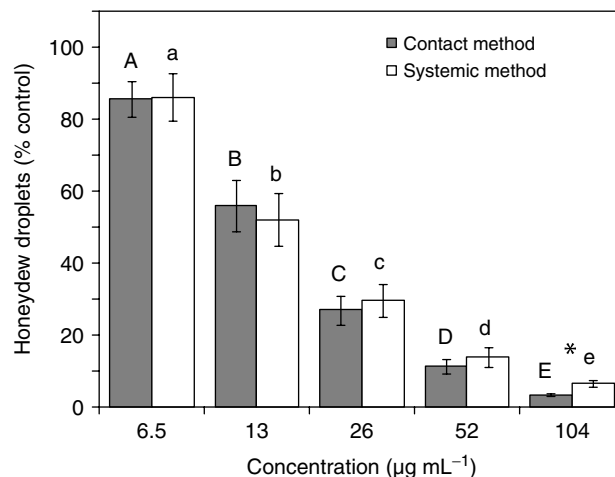 Honeydew droplets (% control)
100
80
60
40
20
0
Contact method
Systemic method
A a
B b
C c
D d
E * e
6.5 13 26 52 104
Concentration (µg mL⁻¹)